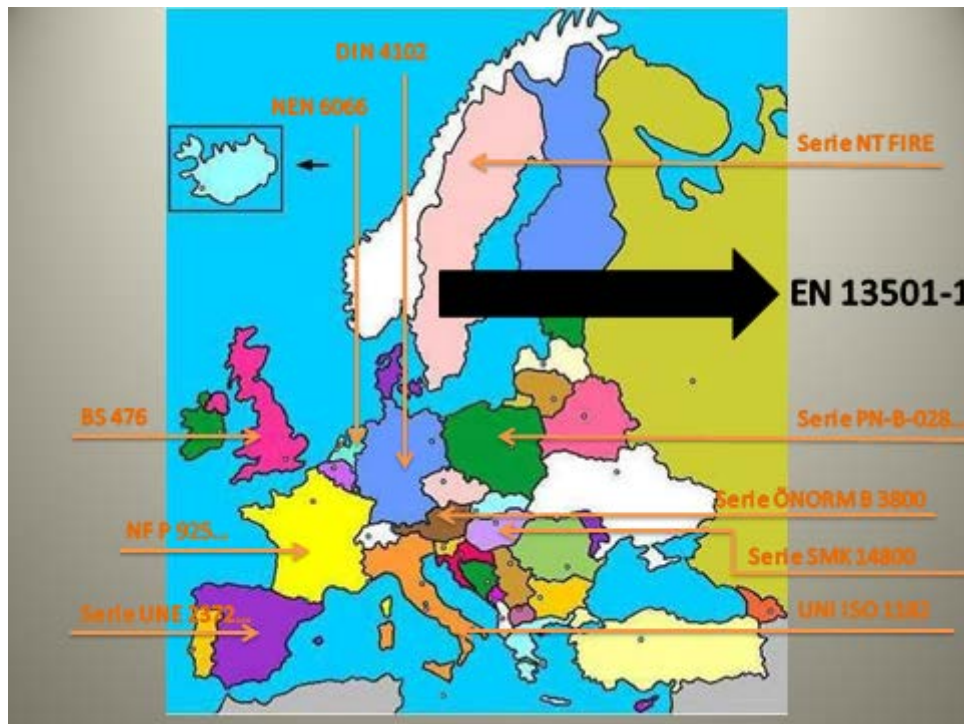 DIN 4102
NEN 6066
Serie NT FIRE
EN 13501-1
BS 476
Serie PN-B-028...
Serie ÖNORM B 3800
NF P 925...
Serie SMK 14800
Serie UNE 2372...
UNI ISO 1182